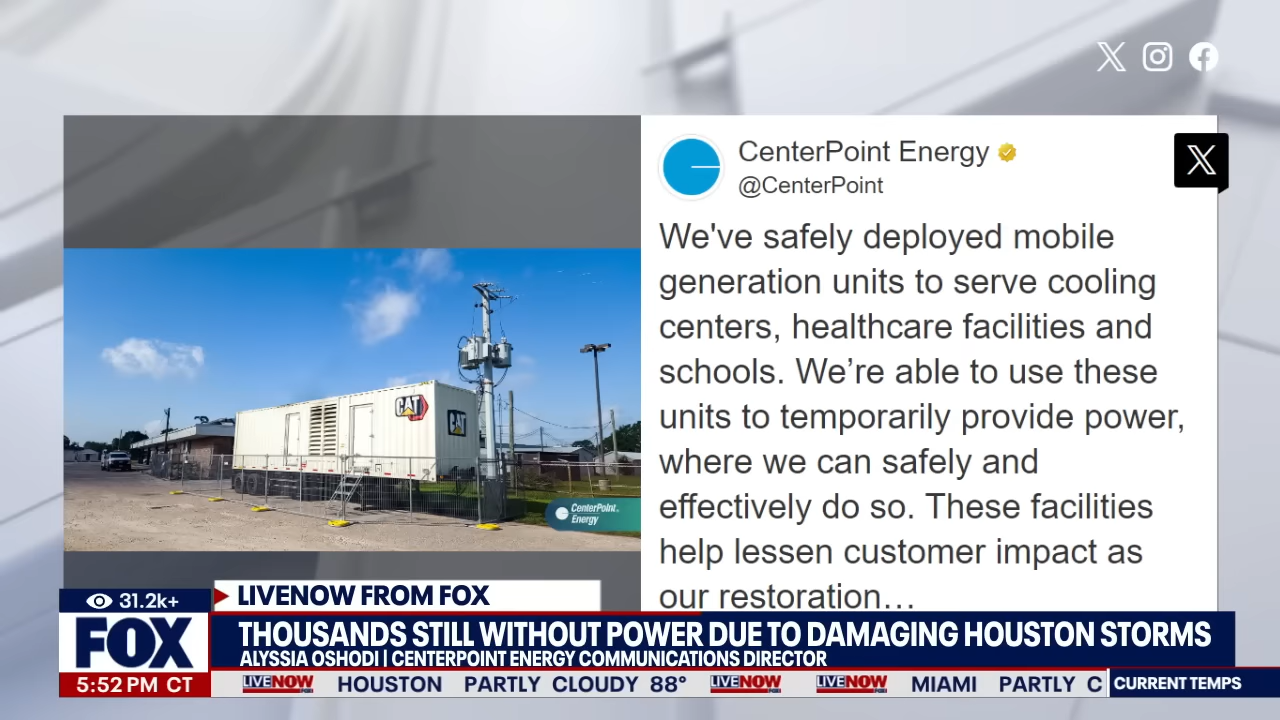 CenterPoint Energy
@CenterPoint
We've safely deployed mobile
generation units to serve cooling
centers, healthcare facilities and
schools. We’re able to use these
units to temporarily provide power,
where we can safely and
effectively do so. These facilities
help lessen customer impact as
our restoration…
CAT
CAT
CenterPoint
Energy
31.2k+
LIVENOW FROM FOX
FOX
THOUSANDS STILL WITHOUT POWER DUE TO DAMAGING HOUSTON STORMS
ALYSSIA OSHODI | CENTERPOINT ENERGY COMMUNICATIONS DIRECTOR
5:52 PM CT
LIVENOW HOUSTON PARTLY CLOUDY 88° LIVENOW LIVENOW MIAMI PARTLY C CURRENT TEMPS